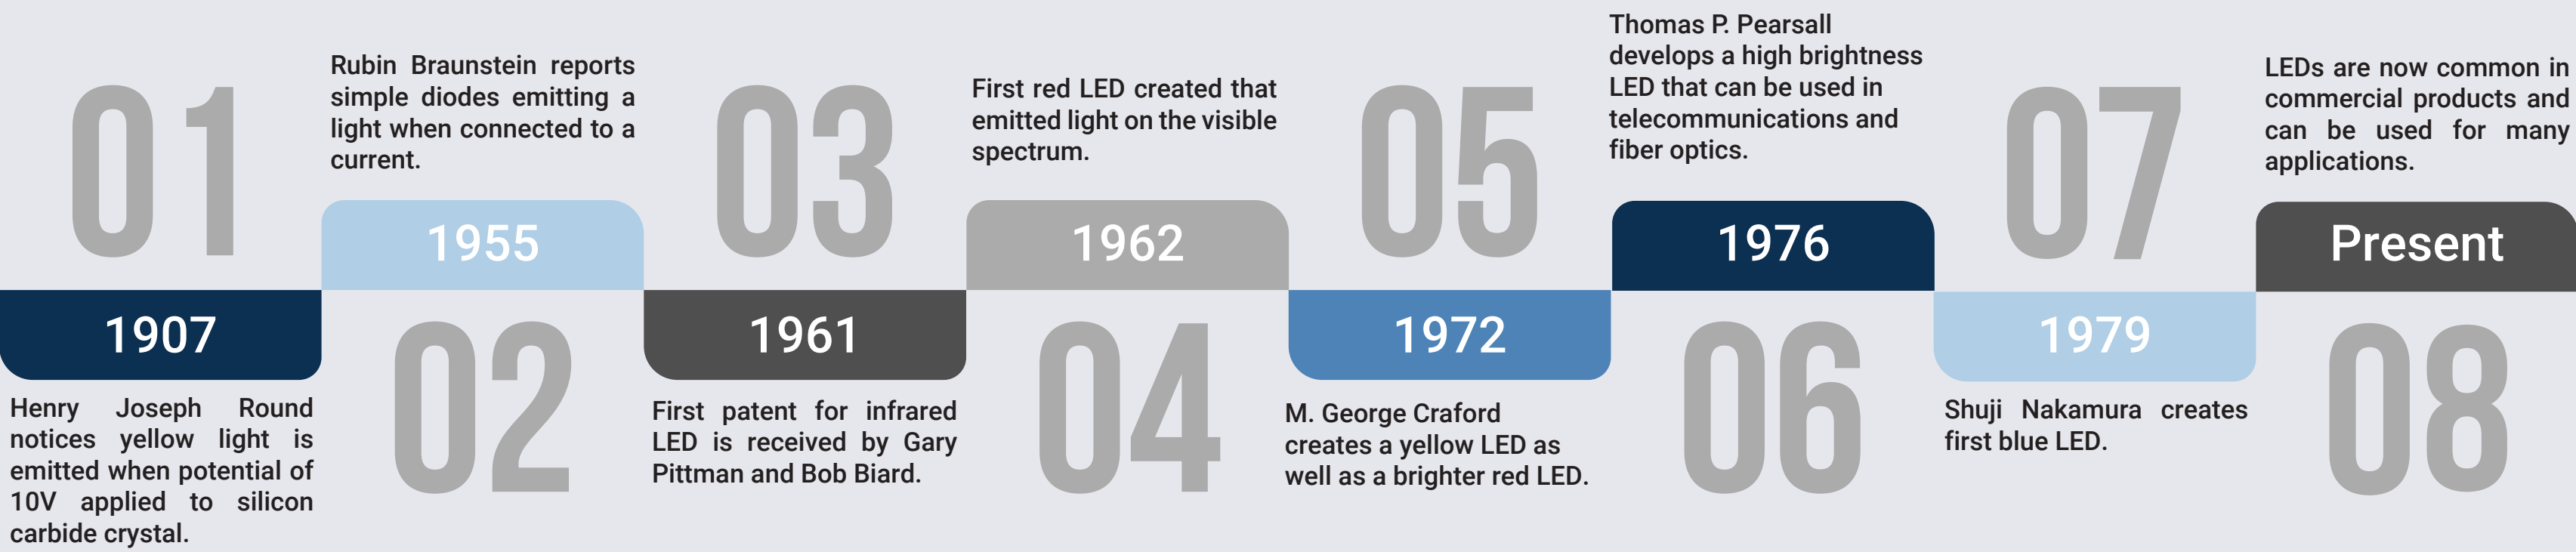 01
1907
Henry Joseph Round
notices yellow light is
emitted when potential of
10V applied to silicon
carbide crystal.
Rubin Braunstein reports
simple diodes emitting a
light when connected to a
current.
1955
02
03
1961
First patent for infrared
LED is received by Gary
Pittman and Bob Biard.
First red LED created that
emitted light on the visible
spectrum.
1962
04
05
1972
M. George Craford
creates a yellow LED as
well as a brighter red LED.
Thomas P. Pearsall
develops a high brightness
LED that can be used in
telecommunications and
fiber optics.
1976
06
07
1979
Shuji Nakamura creates
first blue LED.
LEDs are now common in
commercial products and
can be used for many
applications.
Present
08